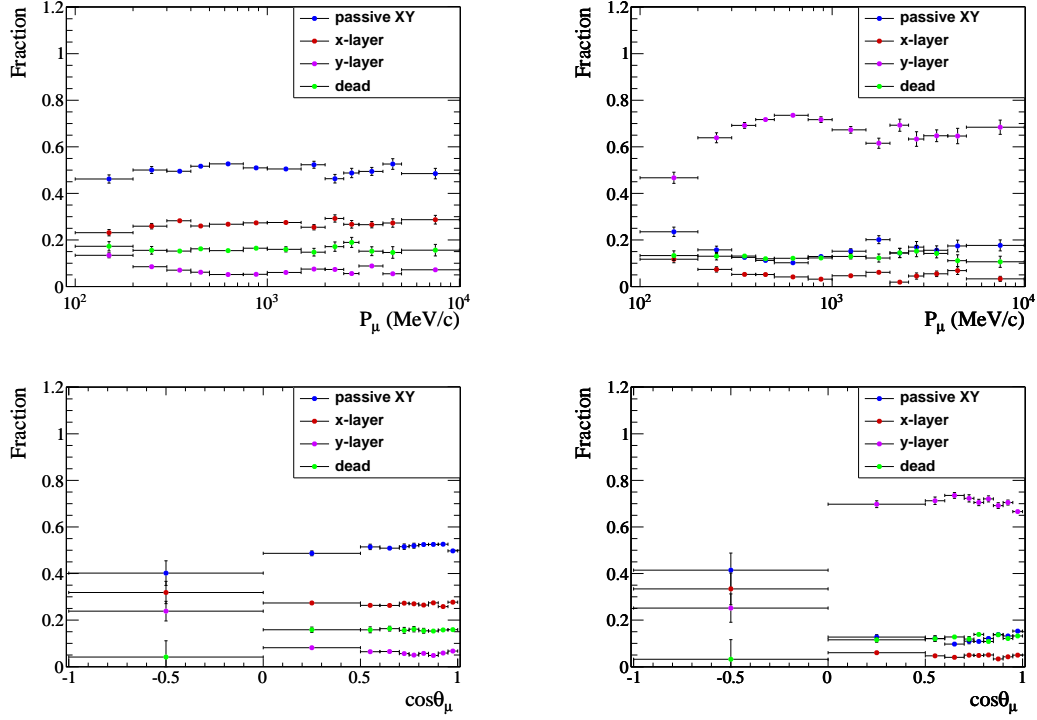 Fraction
1.2
1
0.8
0.6
0.4
0.2
0
passive XY
x-layer
y-layer
dead
10² 10³ 10⁴
P_μ (MeV/c)
Fraction
1.2
1
0.8
0.6
0.4
0.2
0
passive XY
x-layer
y-layer
dead
10² 10³ 10⁴
P_μ (MeV/c)
Fraction
1.2
1
0.8
0.6
0.4
0.2
0
passive XY
x-layer
y-layer
dead
-1 -0.5 0 0.5 1
cosθ_μ
Fraction
1.2
1
0.8
0.6
0.4
0.2
0
passive XY
x-layer
y-layer
dead
-1 -0.5 0 0.5 1
cosθ_μ